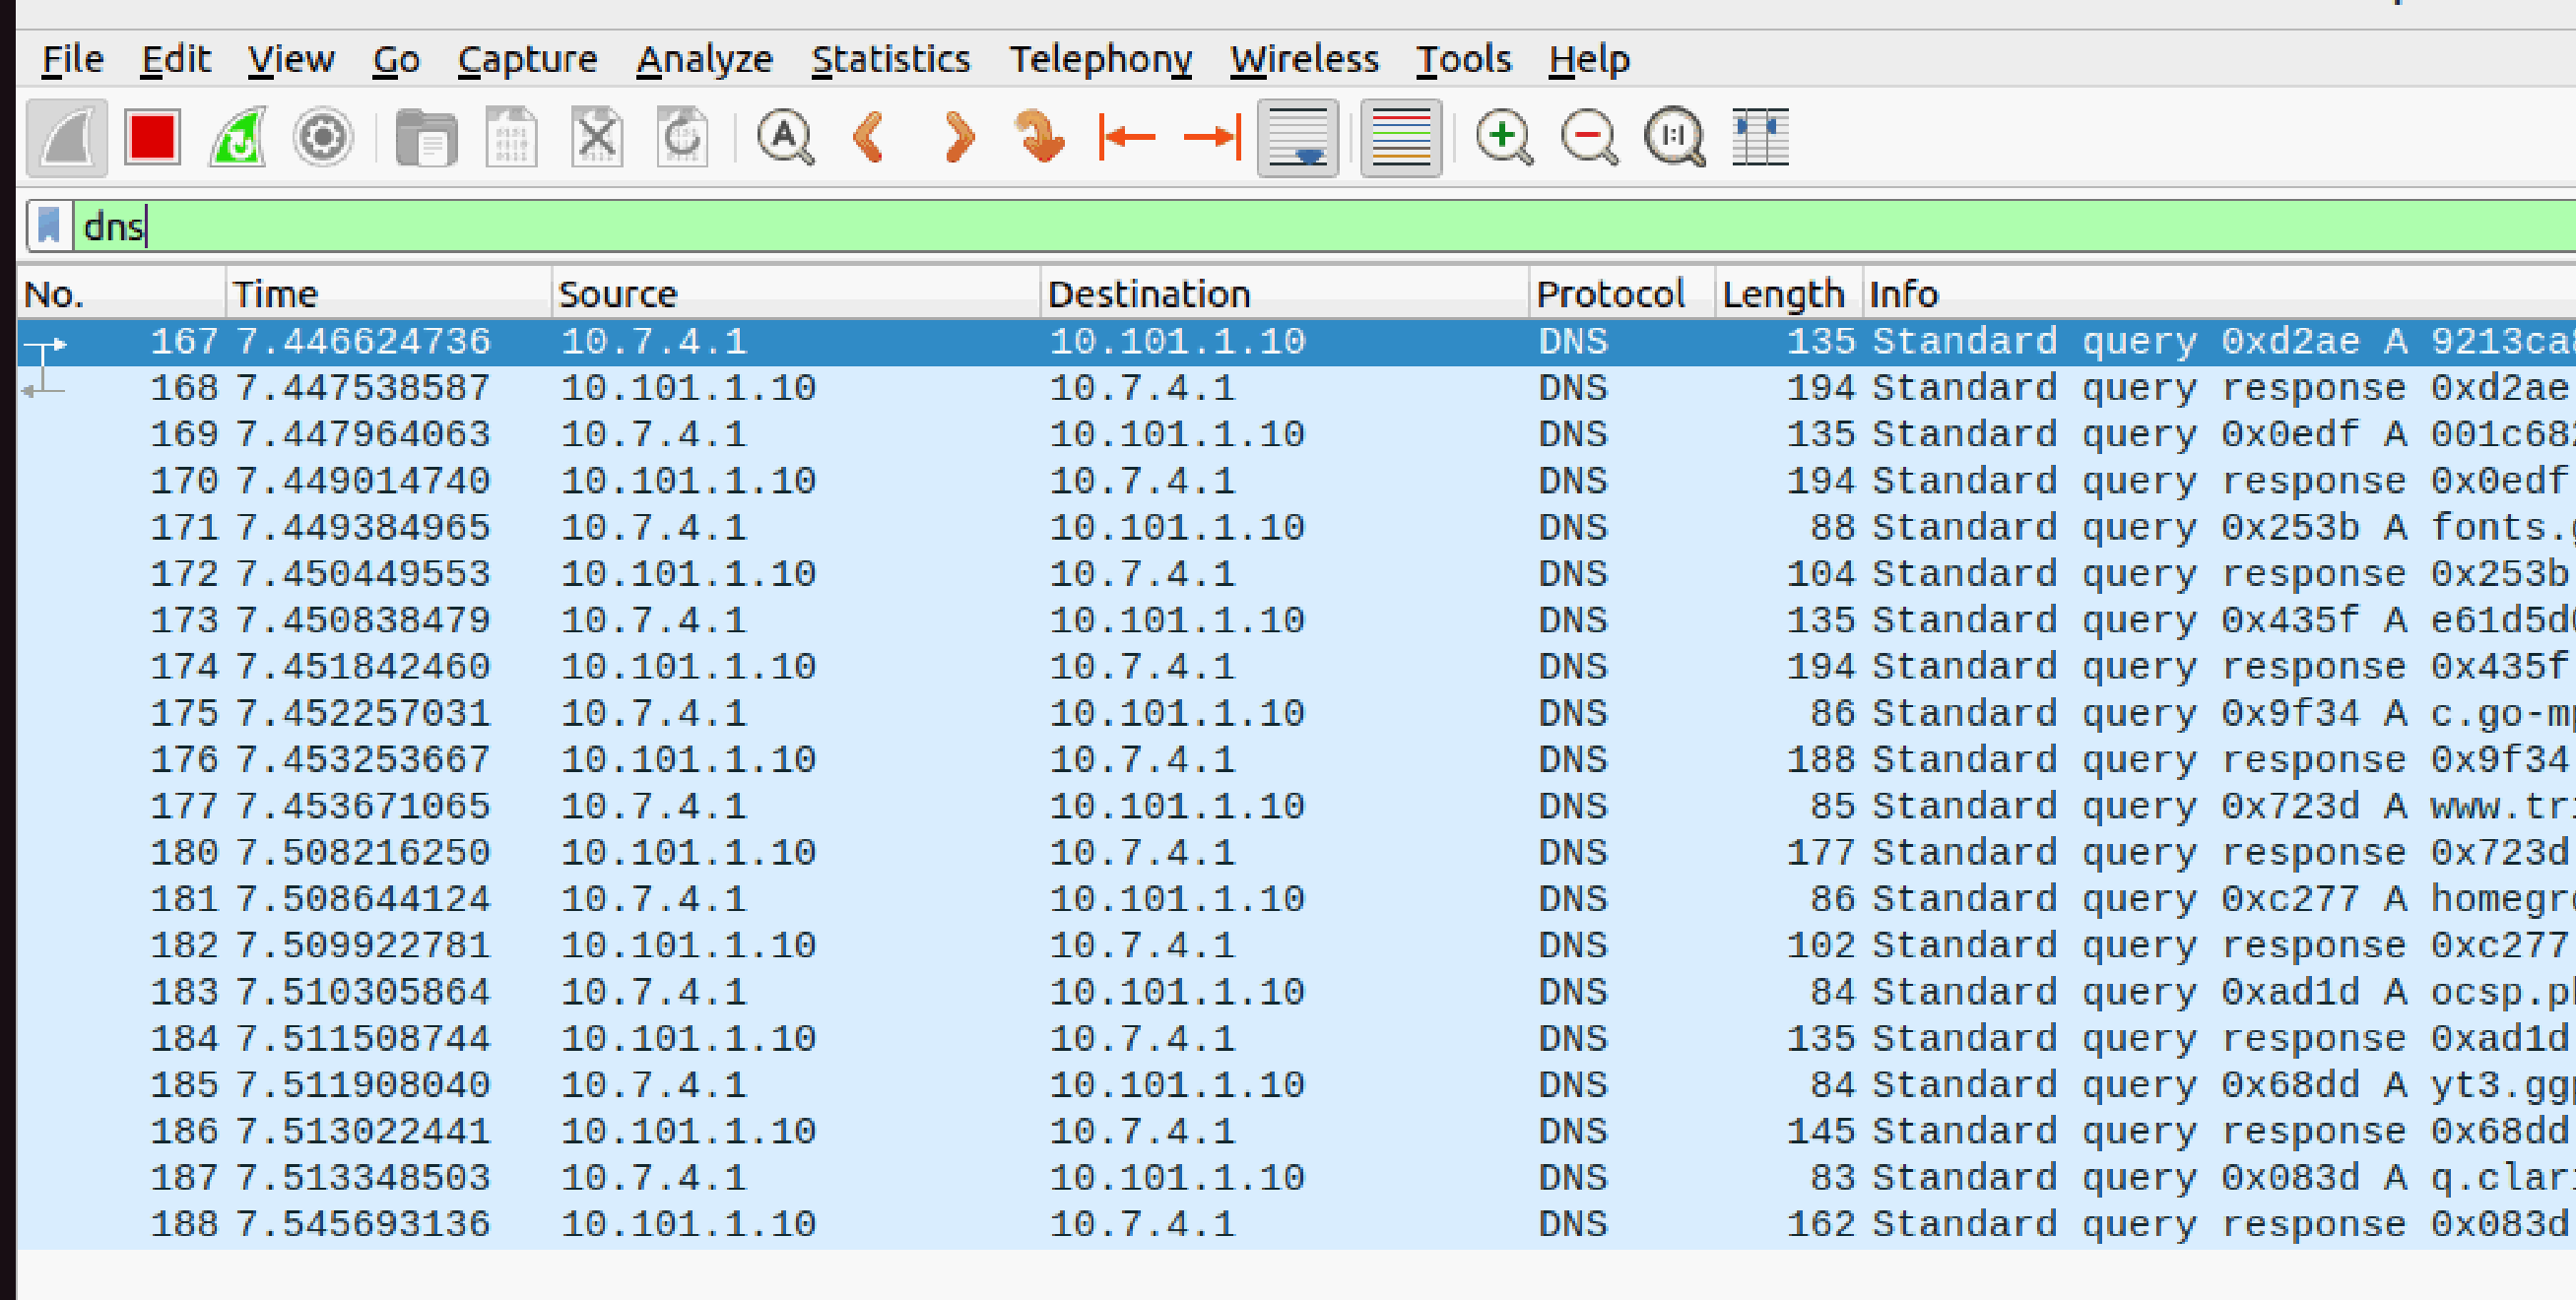 File Edit View Go Capture Analyze Statistics Telephony Wireless Tools Help
dns
No. Time Source Destination Protocol Length Info
167 7.446624736 10.7.4.1 10.101.1.10 DNS 135 Standard query 0xd2ae A 9213ca
168 7.447538587 10.101.1.10 10.7.4.1 DNS 194 Standard query response 0xd2ae
169 7.447964063 10.7.4.1 10.101.1.10 DNS 135 Standard query 0x0edf A 001c682
170 7.449014740 10.101.1.10 10.7.4.1 DNS 194 Standard query response 0x0edf
171 7.449384965 10.7.4.1 10.101.1.10 DNS 88 Standard query 0x253b A fonts.g
172 7.450449553 10.101.1.10 10.7.4.1 DNS 104 Standard query response 0x253b
173 7.450838479 10.7.4.1 10.101.1.10 DNS 135 Standard query 0x435f A e61d5d
174 7.451842460 10.101.1.10 10.7.4.1 DNS 194 Standard query response 0x435f
175 7.452257031 10.7.4.1 10.101.1.10 DNS 86 Standard query 0x9f34 A c.go-m
176 7.453253667 10.101.1.10 10.7.4.1 DNS 188 Standard query response 0x9f34
177 7.453671065 10.7.4.1 10.101.1.10 DNS 85 Standard query 0x723d A www.tr
180 7.508216250 10.101.1.10 10.7.4.1 DNS 177 Standard query response 0x723d
181 7.508644124 10.7.4.1 10.101.1.10 DNS 86 Standard query 0xc277 A homegr
182 7.509922781 10.101.1.10 10.7.4.1 DNS 102 Standard query response 0xc277
183 7.510305864 10.7.4.1 10.101.1.10 DNS 84 Standard query 0xad1d A ocsp.p
184 7.511508744 10.101.1.10 10.7.4.1 DNS 135 Standard query response 0xad1d
185 7.511908040 10.7.4.1 10.101.1.10 DNS 84 Standard query 0x68dd A yt3.gg
186 7.513022441 10.101.1.10 10.7.4.1 DNS 145 Standard query response 0x68dd
187 7.513348503 10.7.4.1 10.101.1.10 DNS 83 Standard query 0x083d A q.clar
188 7.545693136 10.101.1.10 10.7.4.1 DNS 162 Standard query response 0x083d